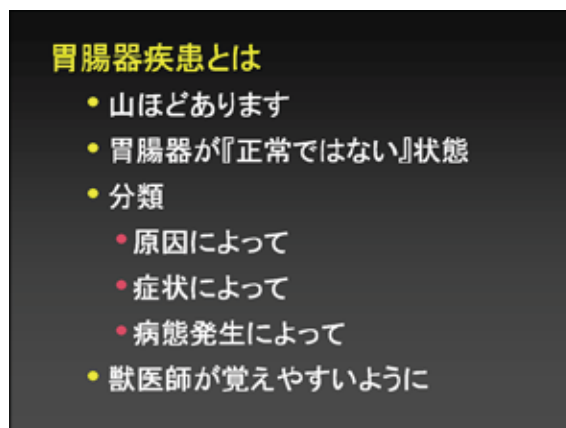 胃腸器疾患とは
• 山ほどあります
• 胃腸器が『正常ではない』状態
• 分類
• 原因によって
• 症状によって
• 病態発生によって
• 獣医師が覚えやすいように